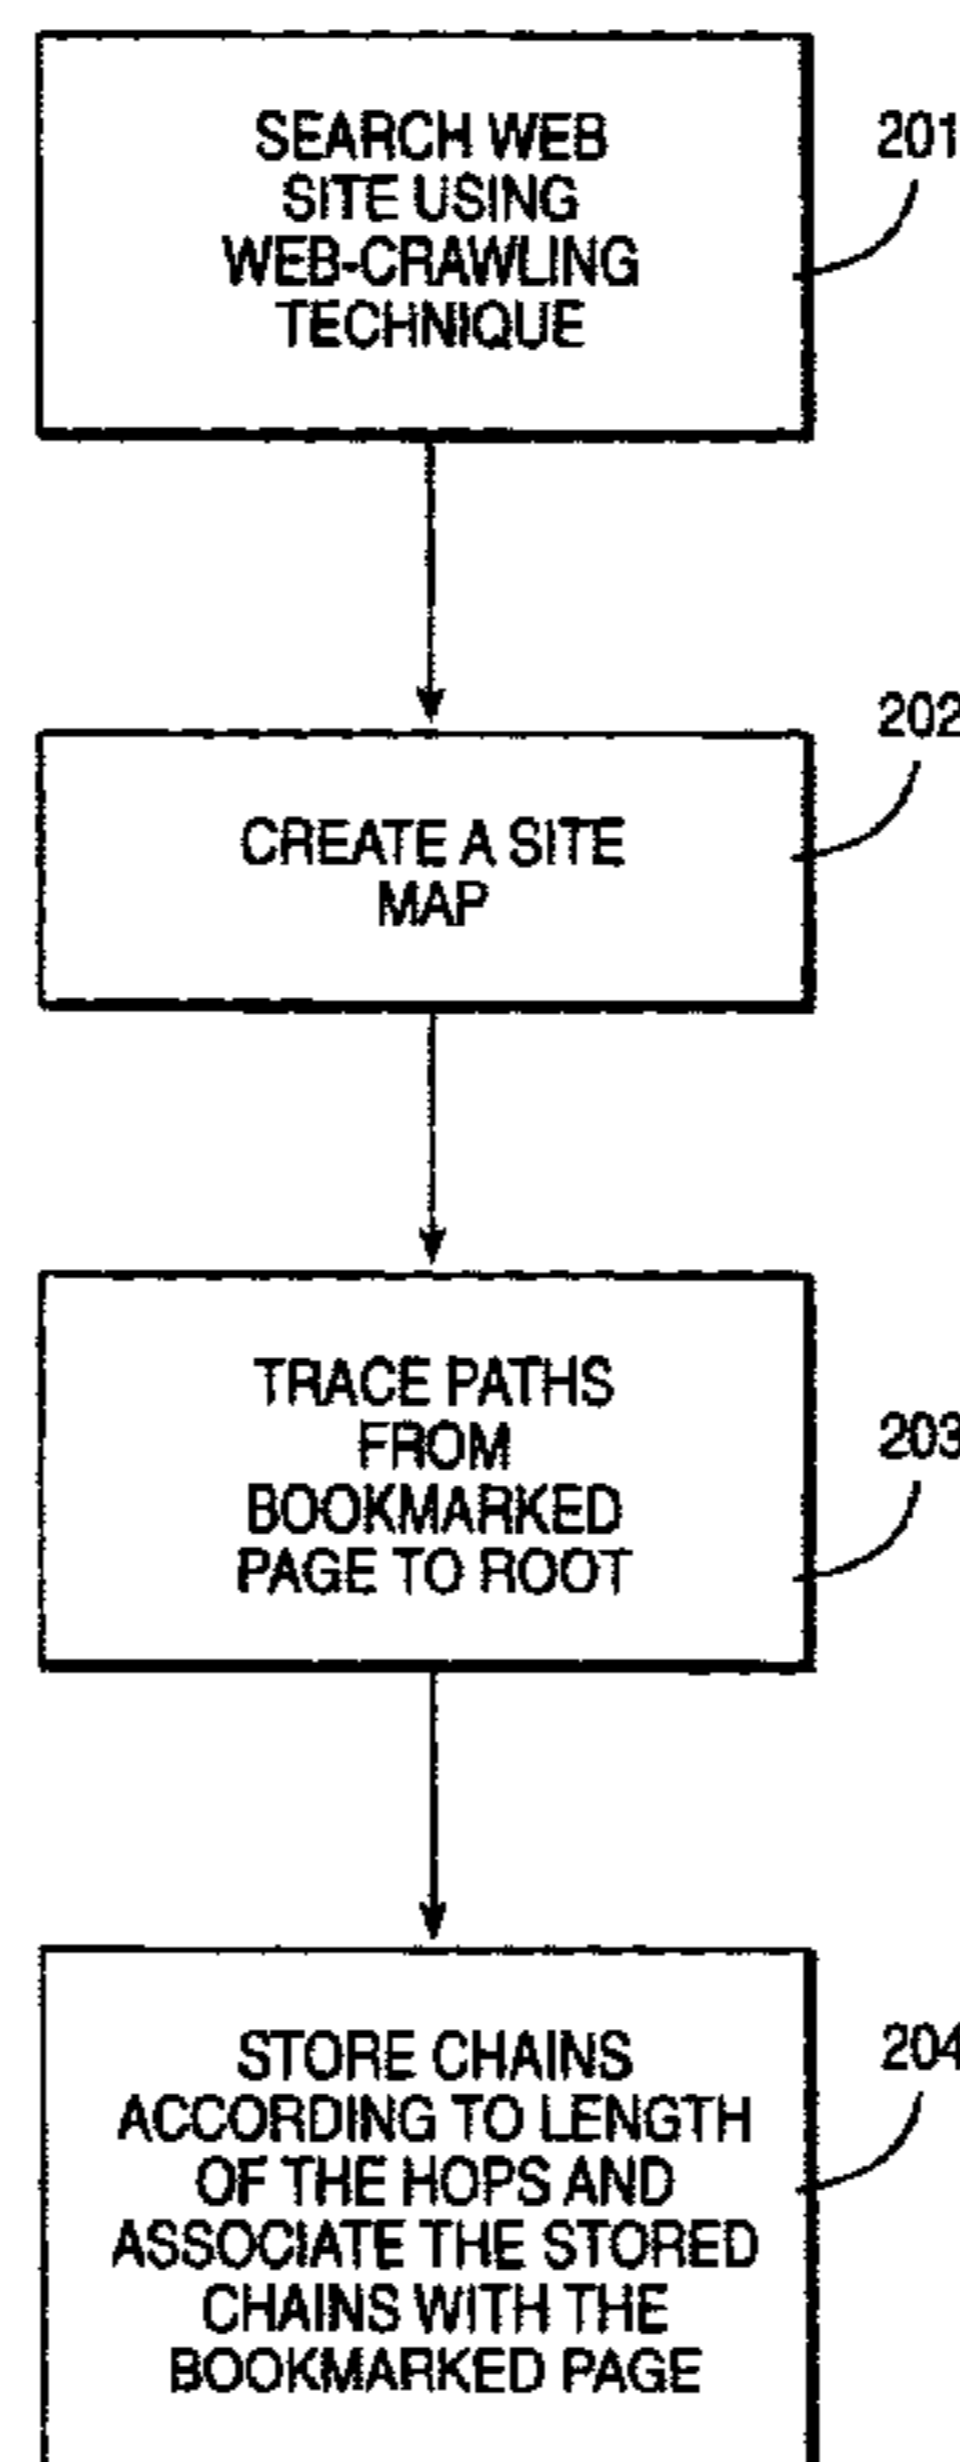 SEARCH WEB
SITE USING
WEB-CRAWLING
TECHNIQUE
201
CREATE A SITE
MAP
202
TRACE PATHS
FROM
BOOKMARKED
PAGE TO ROOT
203
STORE CHAINS
ACCORDING TO LENGTH
OF THE HOPS AND
ASSOCIATE THE STORED
CHAINS WITH THE
BOOKMARKED PAGE
204